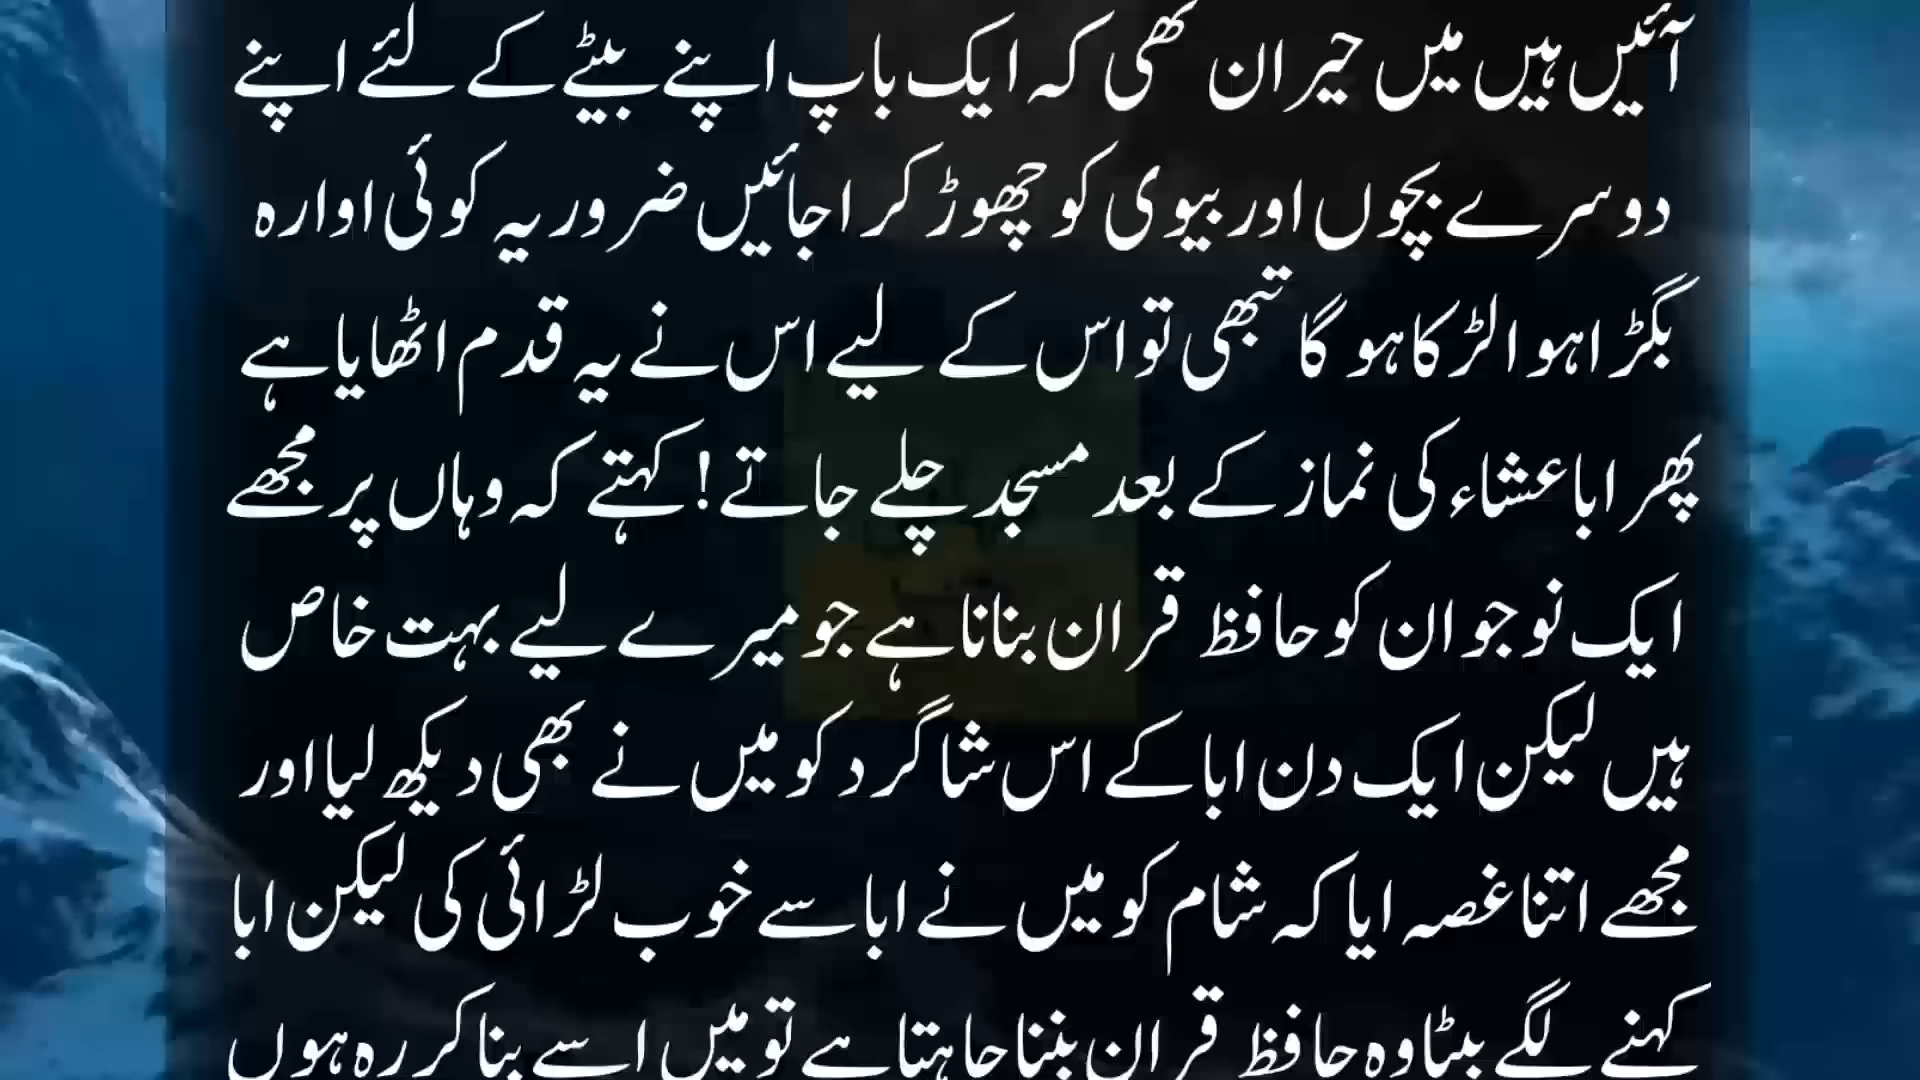 آئیں ہیں میں حیران تھی کہ ایک باپ اپنے بیٹے کے لئے اپنے
دوسرے بچوں اور بیوی کو چھوڑ کر اجائیں ضرور یہ کوئی اوارہ
بگڑا ہوا لڑکا ہو گا تبھی تو اس کے لیے اس نے یہ قدم اٹھایا ہے
پھر ابا عشاء کی نماز کے بعد مسجد چلے جاتے ! کہتے کہ وہاں پر مجھے
ایک نوجوان کو حافظ قران بنانا ہے جو میرے لیے بہت خاص
ہیں لیکن ایک دن ابا کے اس شاگرد کو میں نے بھی دیکھ لیا اور
مجھے اتنا غصہ ایا کہ شام کو میں نے ابا سے خوب لڑائی کی لیکن ابا
کہنے لگے بیٹا وہ حافظ قران بننا چاہتا ہے تو میں اسے بنا کر رہ ہوں